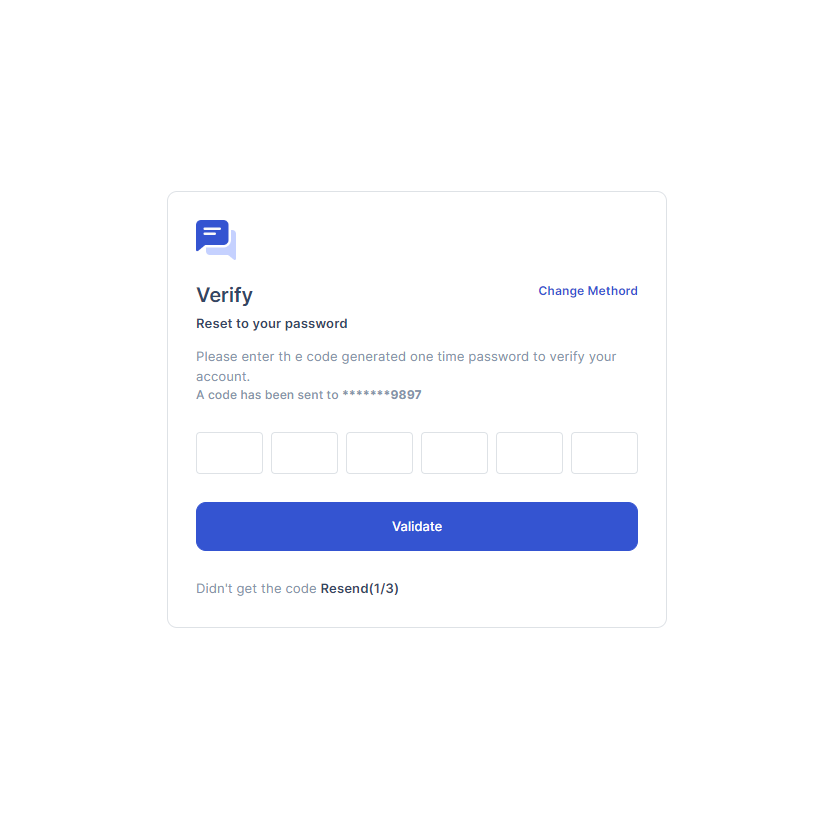 Verify
Change Methord
Reset to your password
Please enter th e code generated one time password to verify your
account.
A code has been sent to *******9897
Validate
Didn't get the code Resend(1/3)